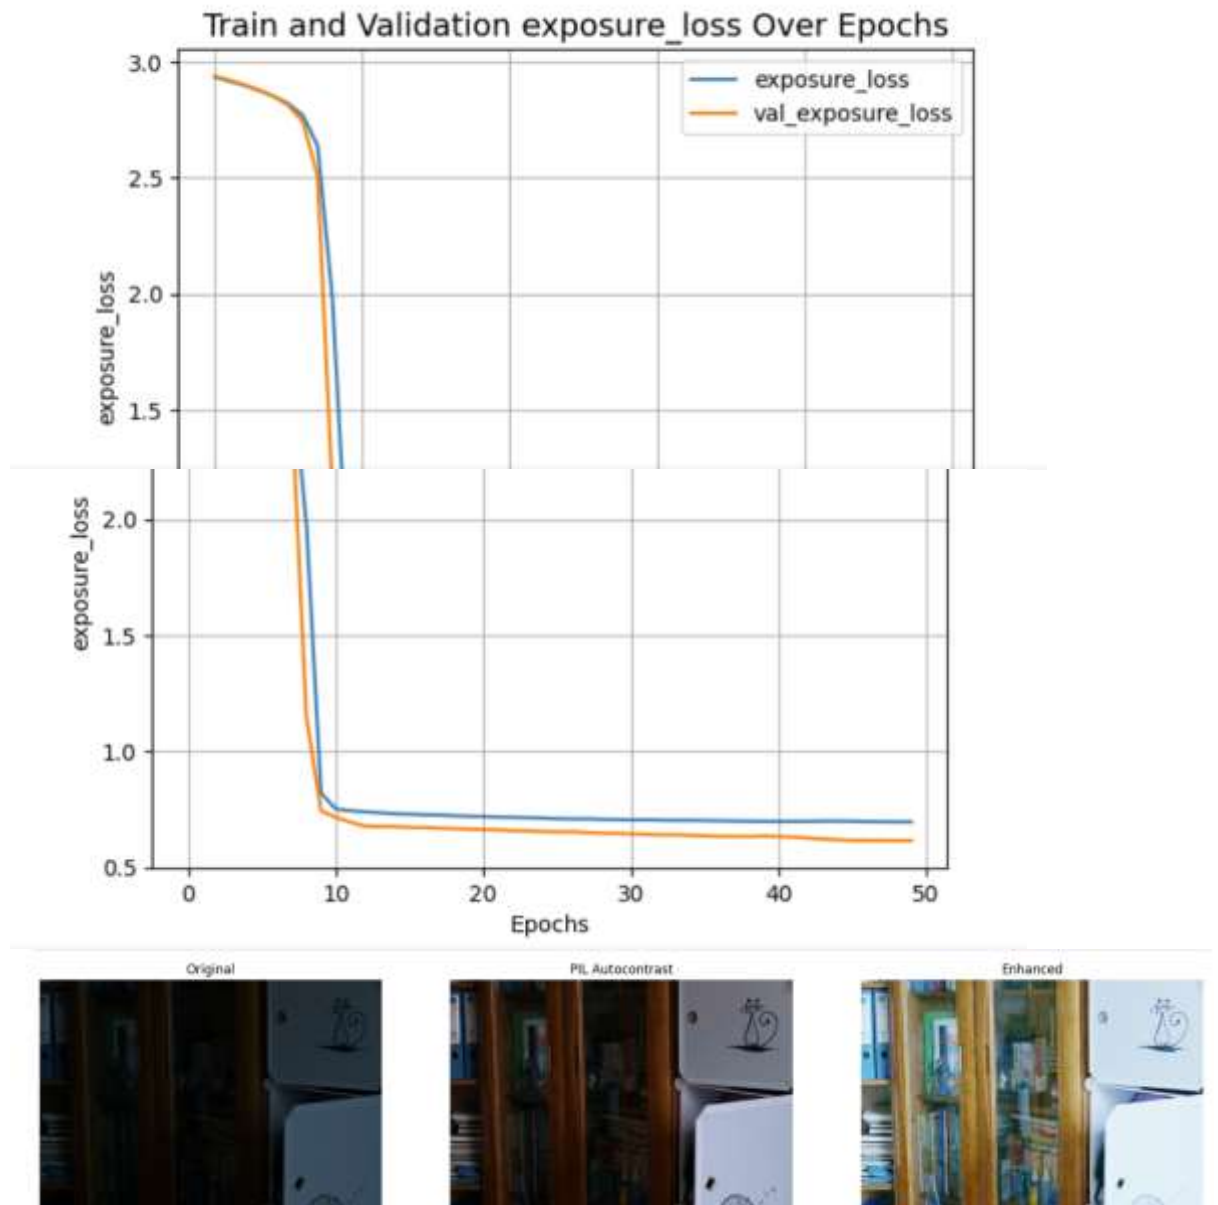 Train and Validation exposure_loss Over Epochs
3.0
exposure_loss
val_exposure_loss
2.5
2.0
exposure_loss
1.5
exposure_loss
2.0
1.5
1.0
0.5
0 10 20 30 40 50
Epochs
Original PIL Autocontrast Enhanced